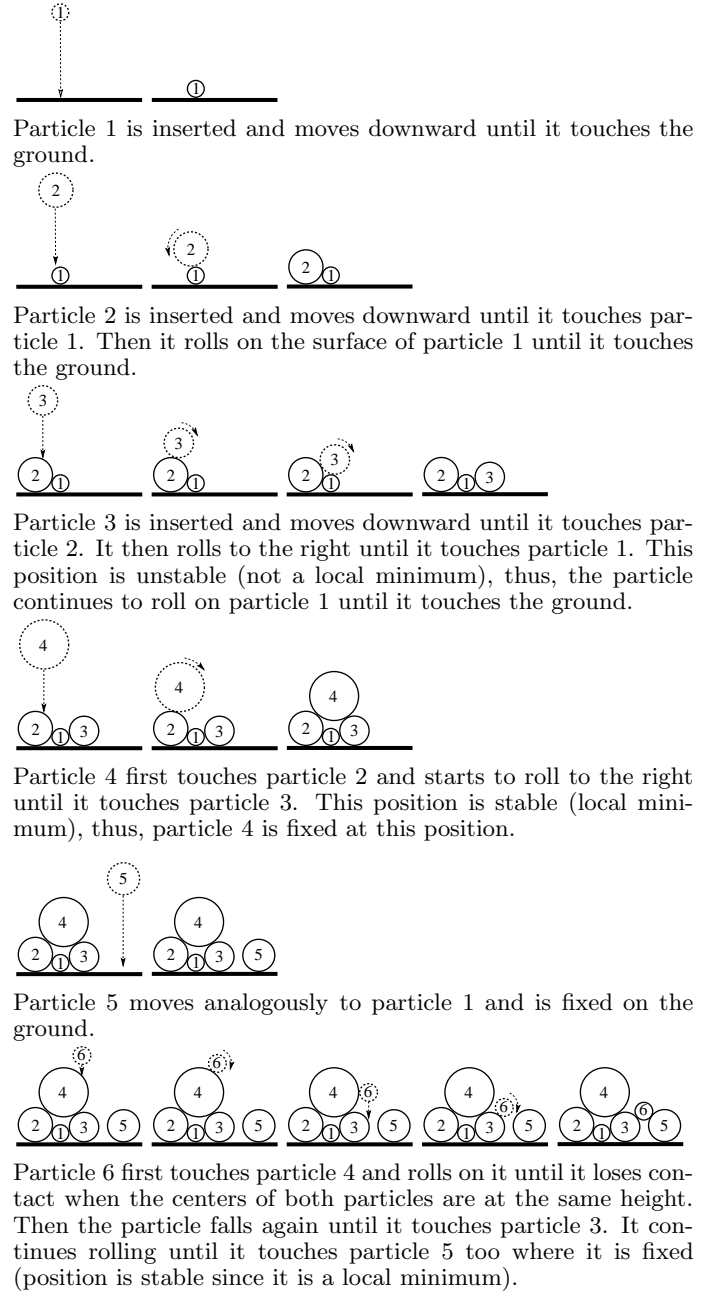 1
1
Particle 1 is inserted and moves downward until it touches the
ground.
2
2
1 1 2 1
Particle 2 is inserted and moves downward until it touches par-
ticle 1. Then it rolls on the surface of particle 1 until it touches
the ground.
3
3 3
2 1 2 1 2 1 2 1 3
Particle 3 is inserted and moves downward until it touches par-
ticle 2. It then rolls to the right until it touches particle 1. This
position is unstable (not a local minimum), thus, the particle
continues to roll on particle 1 until it touches the ground.
4
4 4
2 1 3 2 1 3 2 1 3
Particle 4 first touches particle 2 and starts to roll to the right
until it touches particle 3. This position is stable (local mini-
mum), thus, particle 4 is fixed at this position.
5
4 4
2 1 3 2 1 3 5
Particle 5 moves analogously to particle 1 and is fixed on the
ground.
6 6
4 4 4 6 4 6 4 6
2 1 3 5 2 1 3 5 2 1 3 5 2 1 3 5 2 1 3 5
Particle 6 first touches particle 4 and rolls on it until it loses con-
tact when the centers of both particles are at the same height.
Then the particle falls again until it touches particle 3. It con-
tinues rolling until it touches particle 5 too where it is fixed
(position is stable since it is a local minimum).